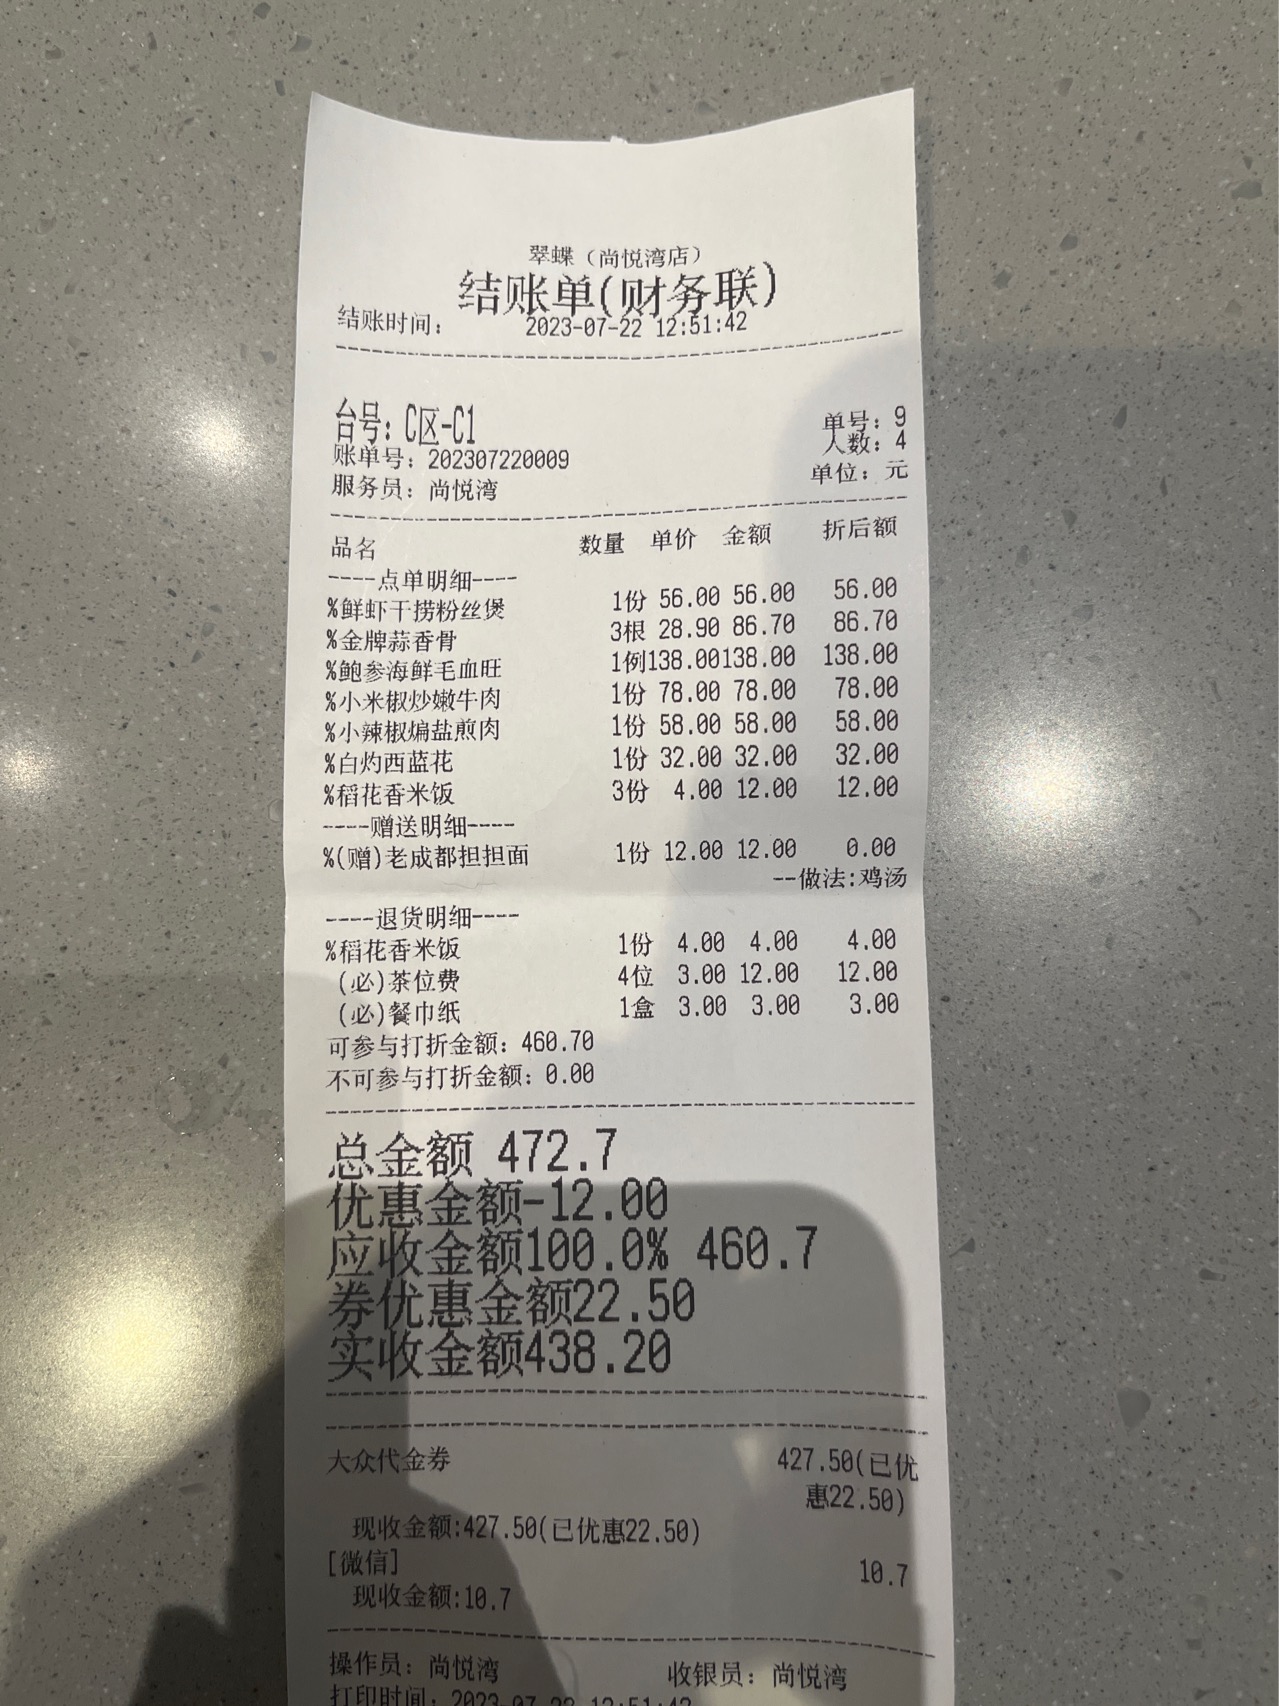 翠蝶（尚悦湾店）
结账单(财务联)
结账时间： 2023-07-22 12:51:42
台号：C区-C1 单号：9
人数：4
账单号：202307220009 单位：元
服务员：尚悦湾
品名 数量 单价 金额 折后额
----点单明细----
%鲜虾干捞粉丝煲 1份 56.00 56.00 56.00
%金牌蒜香骨 3根 28.90 86.70 86.70
%鲍参海鲜毛血旺 1例138.00138.00 138.00
%小米椒炒嫩牛肉 1份 78.00 78.00 78.00
%小辣椒煸盐煎肉 1份 58.00 58.00 58.00
%白灼西蓝花 1份 32.00 32.00 32.00
%稻花香米饭 3份 4.00 12.00 12.00
----赠送明细----
%(赠)老成都担担面 1份 12.00 12.00 0.00
--做法:鸡汤
----退货明细----
%稻花香米饭 1份 4.00 4.00 4.00
(必)茶位费 4位 3.00 12.00 12.00
(必)餐巾纸 1盒 3.00 3.00 3.00
可参与打折金额：460.70
不可参与打折金额：0.00
总金额 472.7
优惠金额-12.00
应收金额100.0% 460.7
券优惠金额22.50
实收金额438.20
大众代金券 427.50(已优
惠22.50)
现收金额:427.50(已优惠22.50)
[微信] 10.7
现收金额:10.7
操作员：尚悦湾 收银员：尚悦湾
打印时间：2023-07-22 12:51:42